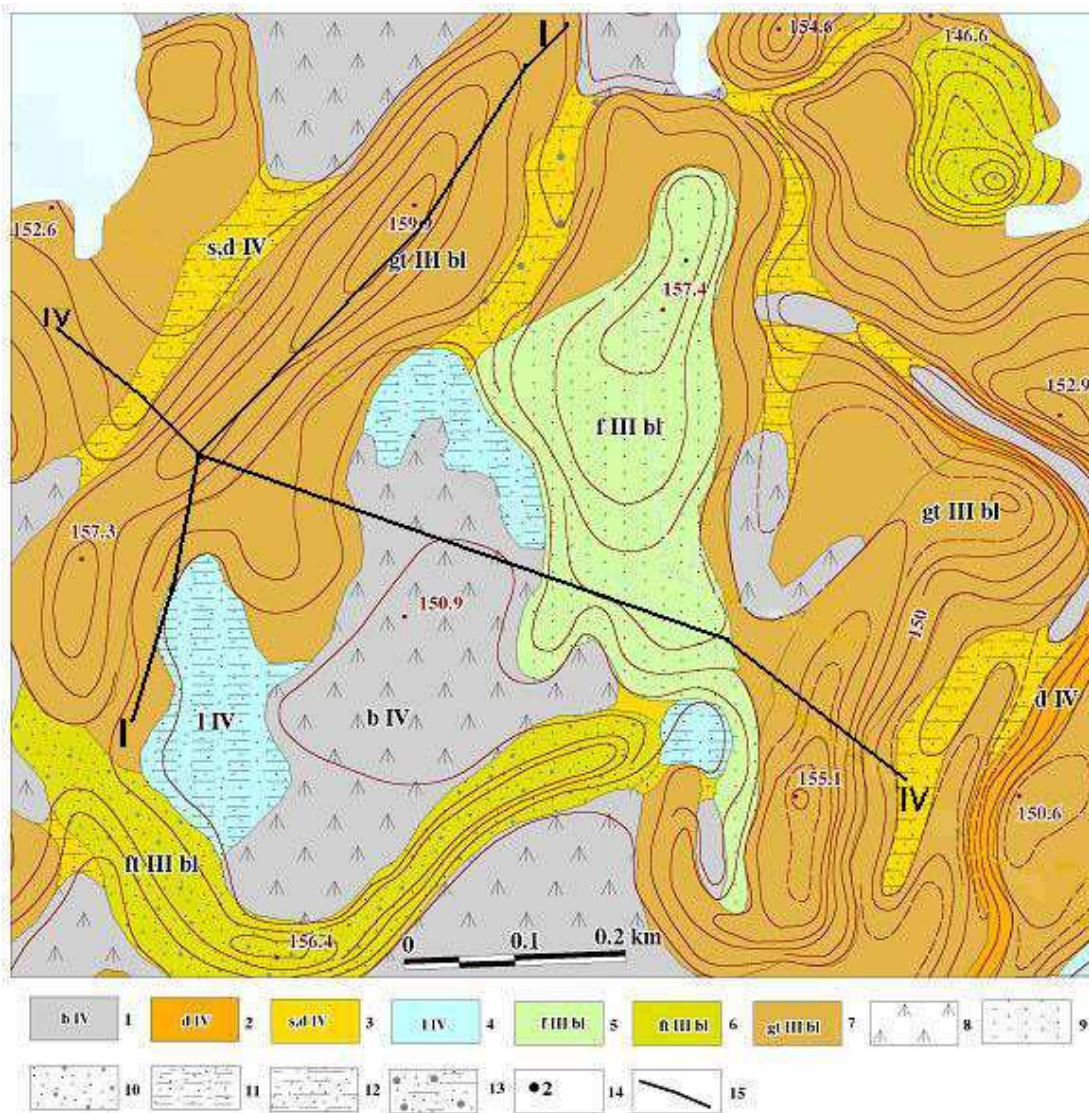 I
154.6
146.6
152.6
159.9
s,d IV
gt III bl
157.4
IV
152.9
f III bl
gt III bl
157.3
150.9
150
l IV
b IV
d IV
I
155.1
IV
150.6
ft III bl
156.4
0 0.1 0.2 km
b IV 1 d IV 2 s,d IV 3 l IV 4 f III bl 5 ft III bl 6 gt III bl 7 8 9
10 11 12 13 2 14 15